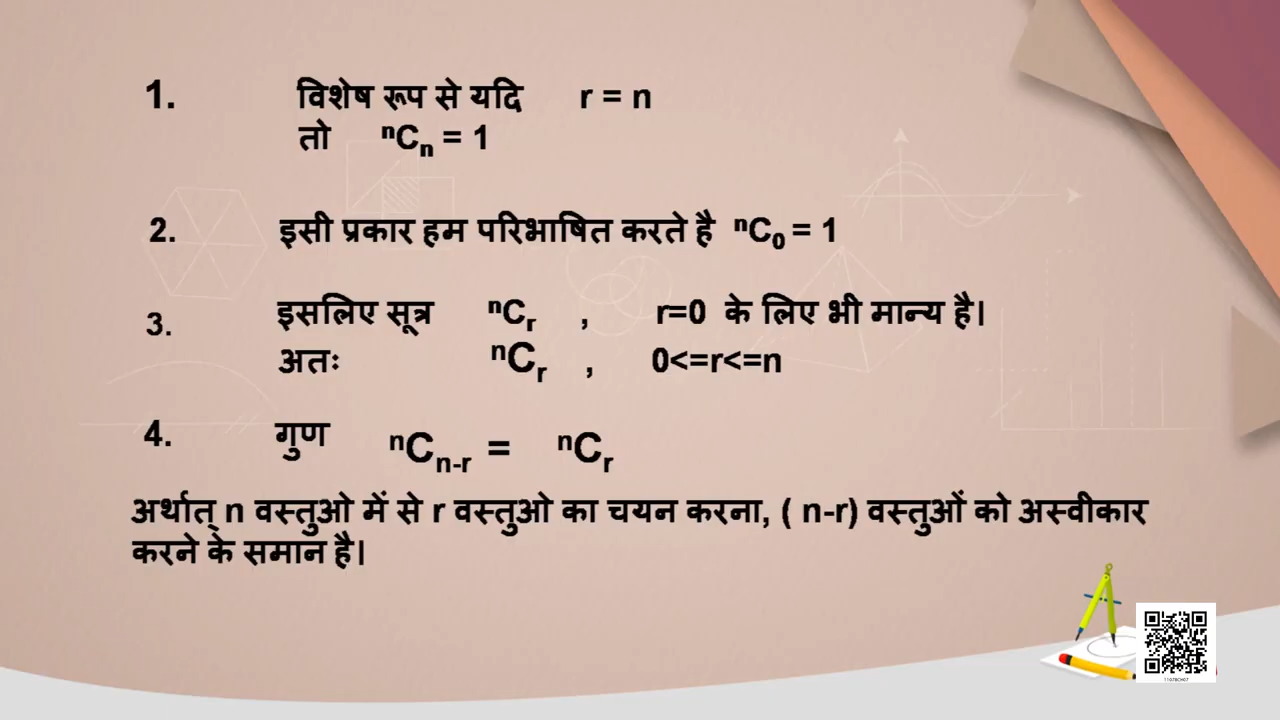 1. विशेष रूप से यदि r = n
तो ⁿCₙ = 1
2. इसी प्रकार हम परिभाषित करते है ⁿC₀ = 1
3. इसलिए सूत्र ⁿCᵣ , r=0 के लिए भी मान्य है।
अतः ⁿCᵣ , 0<=r<=n
4. गुण ⁿCₙ₋ᵣ = ⁿCᵣ
अर्थात् n वस्तुओ में से r वस्तुओ का चयन करना, ( n-r) वस्तुओं को अस्वीकार
करने के समान है।